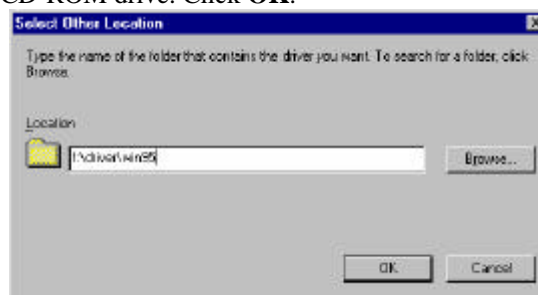 CD-ROM drive. Click OK.
Select Other Location
Type the name of the folder that contains the driver you want. To search for a folder, click
Browse.
Location
\driver\win95
Browse...
OK
Cancel